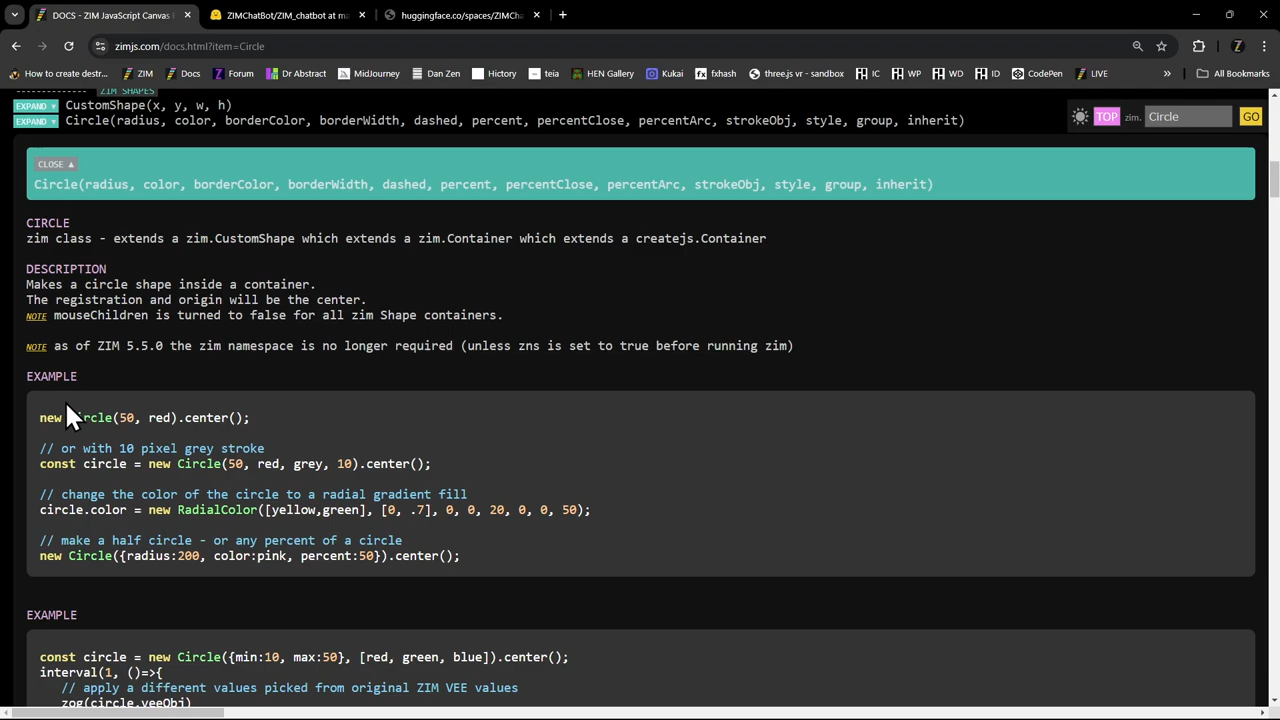 DOCS - ZIM JavaScript Canvas
ZIMChatBot/ZIM_chatbot at ma
huggingface.co/spaces/ZIMCha
zimjs.com/docs.html?item=Circle
How to create destr...
ZIM
Docs
Forum
Dr Abstract
MidJourney
Dan Zen
Hictory
teia
HEN Gallery
Kukai
fxhash
three.js vr - sandbox
IC
WP
WD
ID
CodePen
LIVE
»
All Bookmarks
-------------- ZIM SHAPES
EXPAND ▼ CustomShape(x, y, w, h)
EXPAND ▼ Circle(radius, color, borderColor, borderWidth, dashed, percent, percentClose, percentArc, strokeObj, style, group, inherit)
TOP zim. Circle GO
CLOSE ▲
Circle(radius, color, borderColor, borderWidth, dashed, percent, percentClose, percentArc, strokeObj, style, group, inherit)
CIRCLE
zim class - extends a zim.CustomShape which extends a zim.Container which extends a createjs.Container
DESCRIPTION
Makes a circle shape inside a container.
The registration and origin will be the center.
NOTE mouseChildren is turned to false for all zim Shape containers.
NOTE as of ZIM 5.5.0 the zim namespace is no longer required (unless zns is set to true before running zim)
EXAMPLE
new Circle(50, red).center();
// or with 10 pixel grey stroke
const circle = new Circle(50, red, grey, 10).center();
// change the color of the circle to a radial gradient fill
circle.color = new RadialColor([yellow,green], [0, .7], 0, 0, 20, 0, 0, 50);
// make a half circle - or any percent of a circle
new Circle({radius:200, color:pink, percent:50}).center();
EXAMPLE
const circle = new Circle({min:10, max:50}, [red, green, blue]).center();
interval(1, ()=>{
// apply a different values picked from original ZIM VEE values
zog(circle.veeObj)